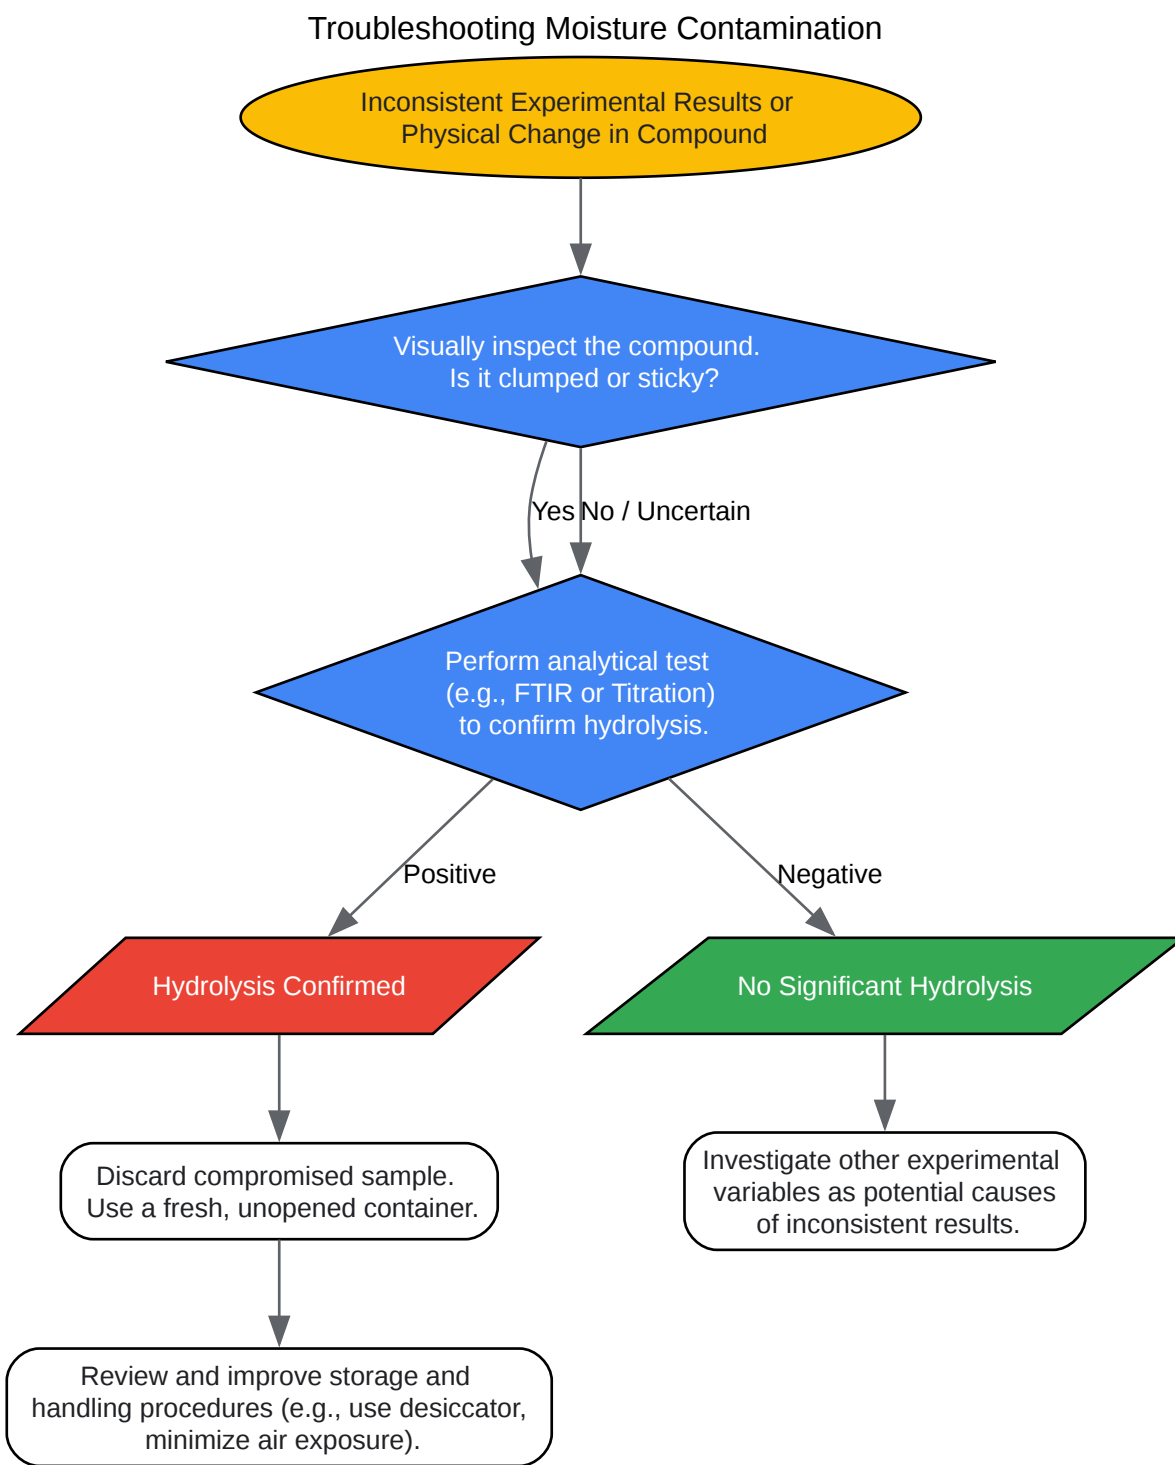 Troubleshooting Moisture Contamination
Inconsistent Experimental Results or
Physical Change in Compound
Visually inspect the compound.
Is it clumped or sticky?
Yes
No / Uncertain
Perform analytical test
(e.g., FTIR or Titration)
to confirm hydrolysis.
Positive
Negative
Hydrolysis Confirmed
No Significant Hydrolysis
Discard compromised sample.
Use a fresh, unopened container.
Investigate other experimental
variables as potential causes
of inconsistent results.
Review and improve storage and
handling procedures (e.g., use desiccator,
minimize air exposure).